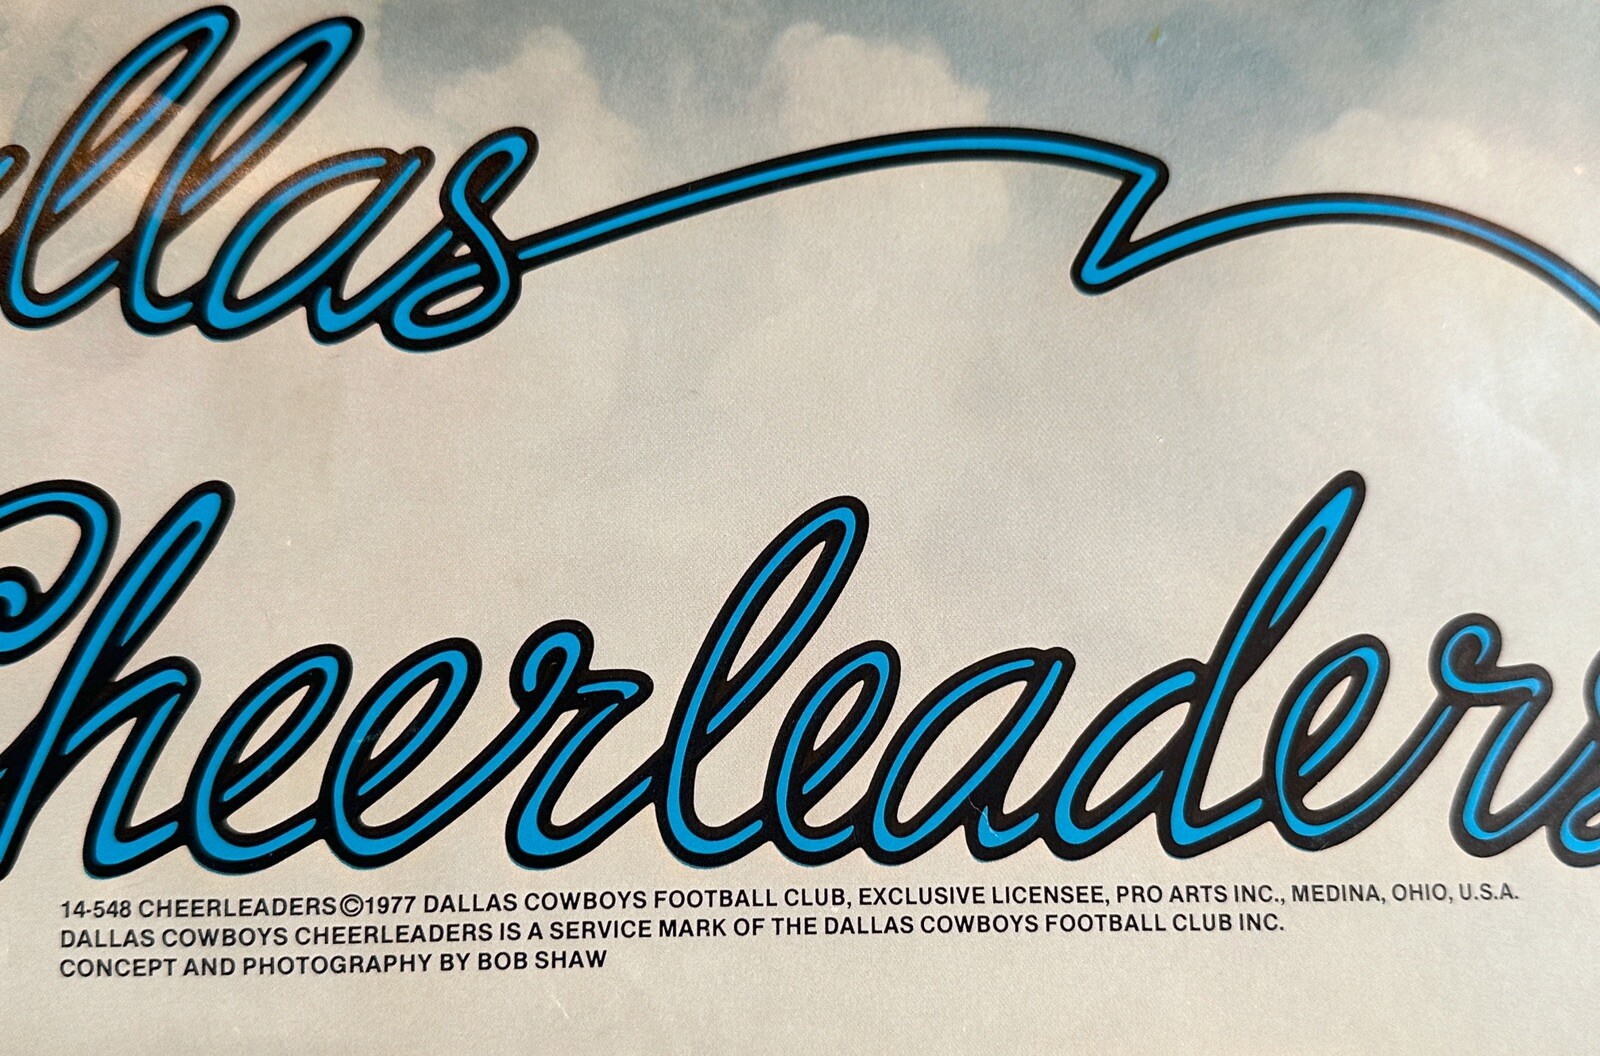 llas
Cheerleaders
14-548 CHEERLEADERS©1977 DALLAS COWBOYS FOOTBALL CLUB, EXCLUSIVE LICENSEE, PRO ARTS INC., MEDINA, OHIO, U.S.A.
DALLAS COWBOYS CHEERLEADERS IS A SERVICE MARK OF THE DALLAS COWBOYS FOOTBALL CLUB INC.
CONCEPT AND PHOTOGRAPHY BY BOB SHAW